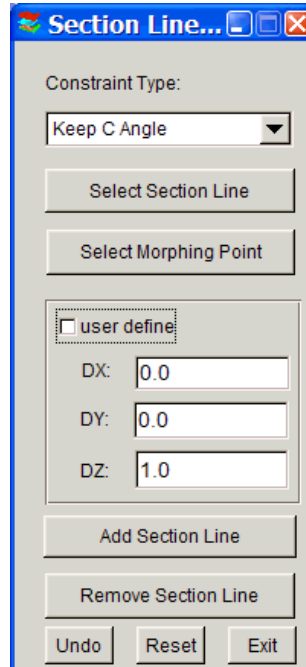 Section Line...
Constraint Type:
Keep C Angle
Select Section Line
Select Morphing Point
user define
DX: 0.0
DY: 0.0
DZ: 1.0
Add Section Line
Remove Section Line
Undo Reset Exit